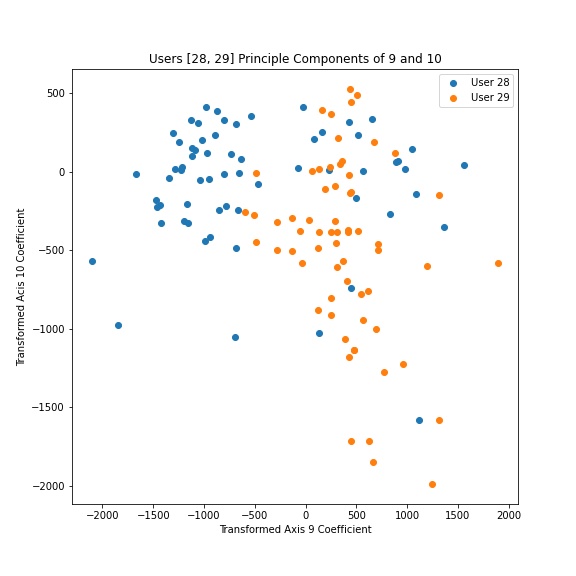 Users [28, 29] Principle Components of 9 and 10
User 28
User 29
Transformed Acis 10 Coefficient
500
0
−500
−1000
−1500
−2000
−2000 −1500 −1000 −500 0 500 1000 1500 2000
Transformed Axis 9 Coefficient